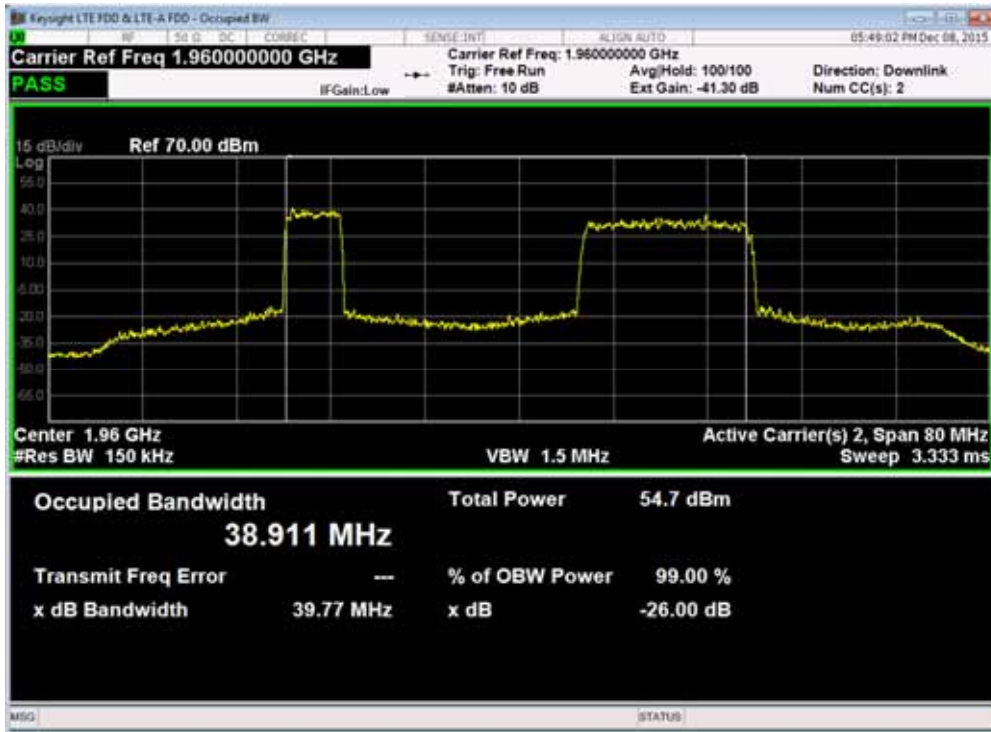 Keysight LTE FDD & LTE-A FDD - Occupied BW
RF 50 Ω DC CORREC SENSE:INT ALIGN AUTO 05:49:02 PM Dec 08, 2015
Carrier Ref Freq 1.960000000 GHz
Carrier Ref Freq: 1.960000000 GHz
PASS
Trig: Free Run Avg|Hold: 100/100 Direction: Downlink
IFGain:Low #Atten: 10 dB Ext Gain: -41.30 dB Num CC(s): 2
15 dB/div Ref 70.00 dBm
Log
55.0
40.0
25.0
10.0
-5.00
-20.0
-35.0
-50.0
-65.0
Center 1.96 GHz Active Carrier(s) 2, Span 80 MHz
#Res BW 150 kHz VBW 1.5 MHz Sweep 3.333 ms
Occupied Bandwidth Total Power 54.7 dBm
38.911 MHz
Transmit Freq Error --- % of OBW Power 99.00 %
x dB Bandwidth 39.77 MHz x dB -26.00 dB
MSG STATUS